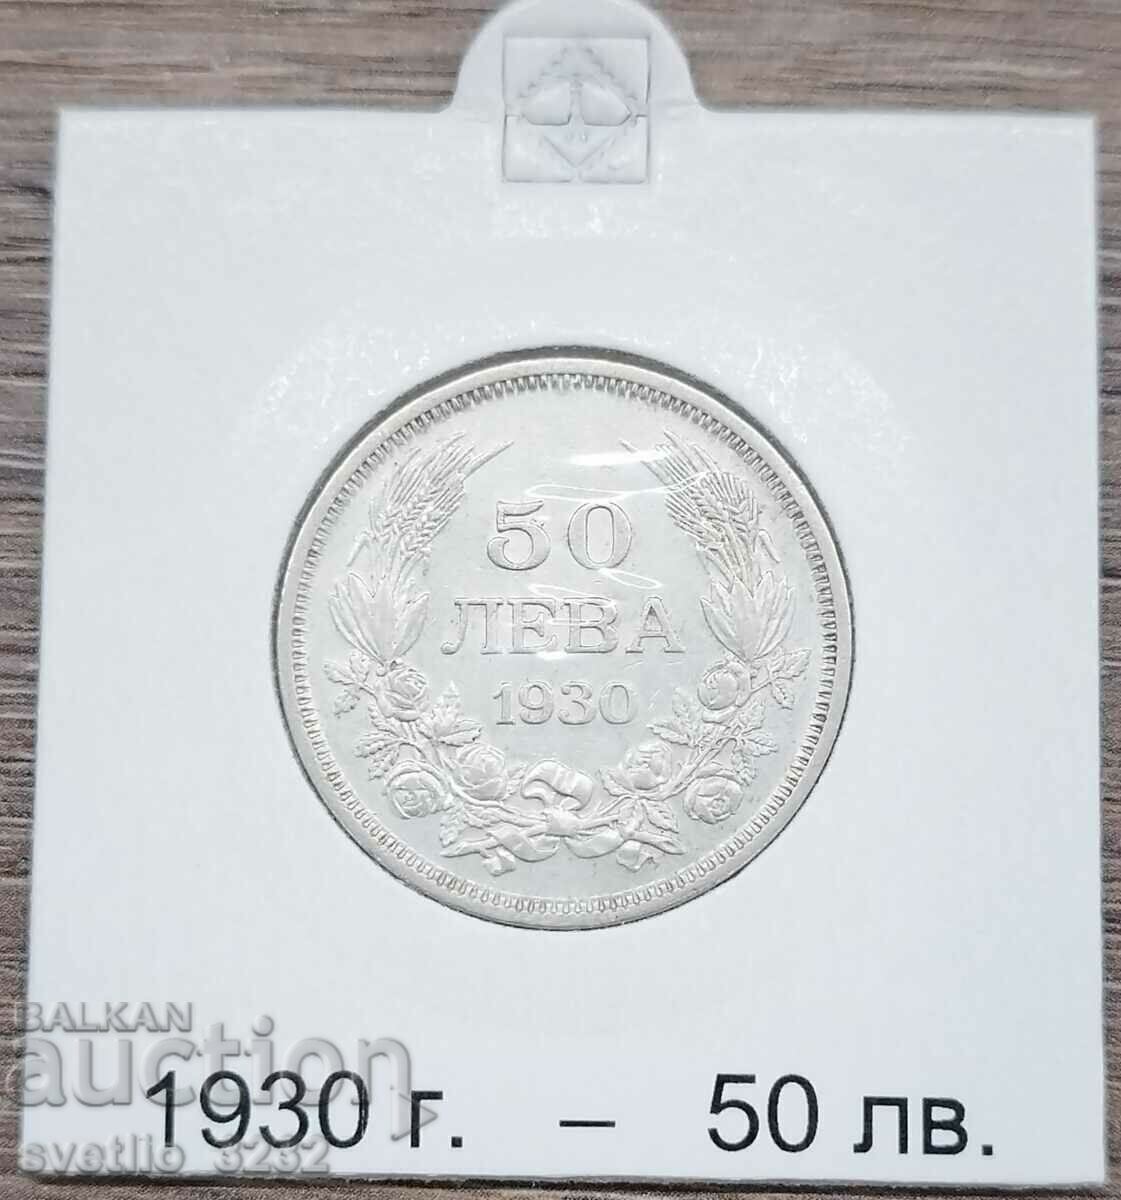 50
ЛЕВА
1930
BALKAN
auction
1930 г. – 50 лв.
svetlio_3232